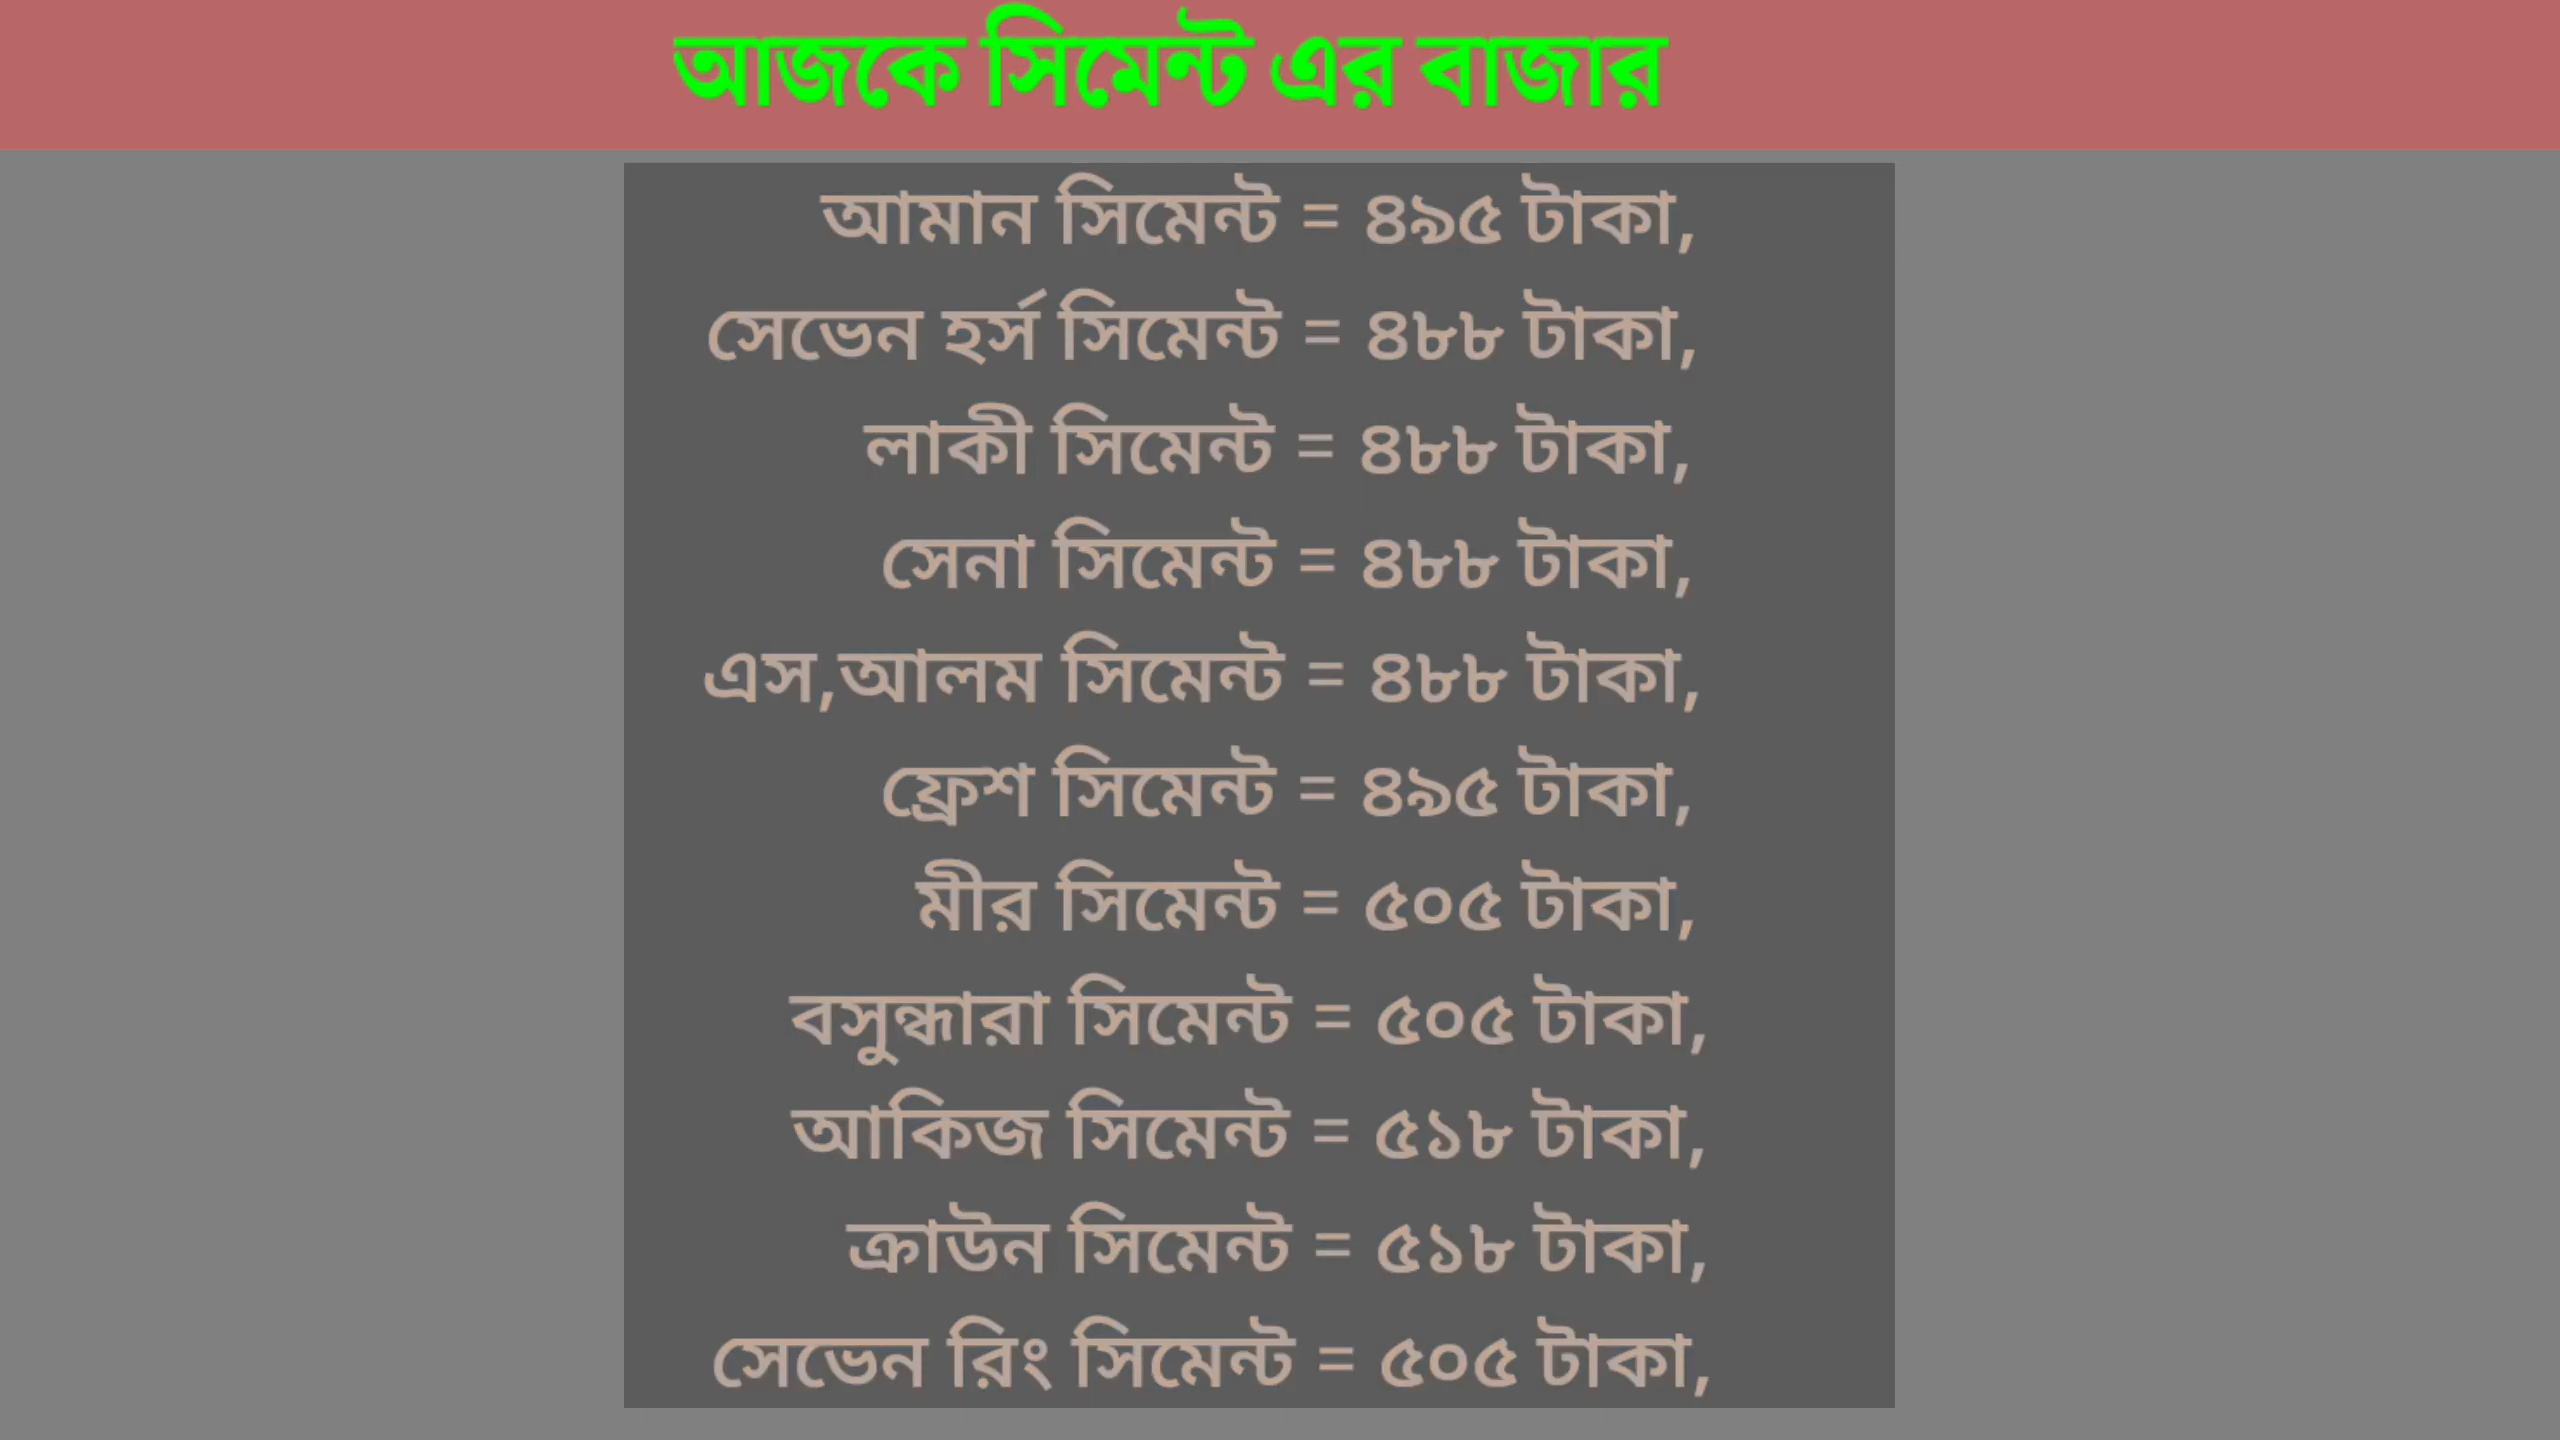 আজকে সিমেন্ট এর বাজার
আমান সিমেন্ট = ৪৯৫ টাকা,
সেভেন হর্স সিমেন্ট = ৪৮৮ টাকা,
লাকী সিমেন্ট = ৪৮৮ টাকা,
সেনা সিমেন্ট = ৪৮৮ টাকা,
এস,আলম সিমেন্ট = ৪৮৮ টাকা,
ফ্রেশ সিমেন্ট = ৪৯৫ টাকা,
মীর সিমেন্ট = ৫০৫ টাকা,
বসুন্ধারা সিমেন্ট = ৫০৫ টাকা,
আকিজ সিমেন্ট = ৫১৮ টাকা,
ক্রাউন সিমেন্ট = ৫১৮ টাকা,
সেভেন রিং সিমেন্ট = ৫০৫ টাকা,